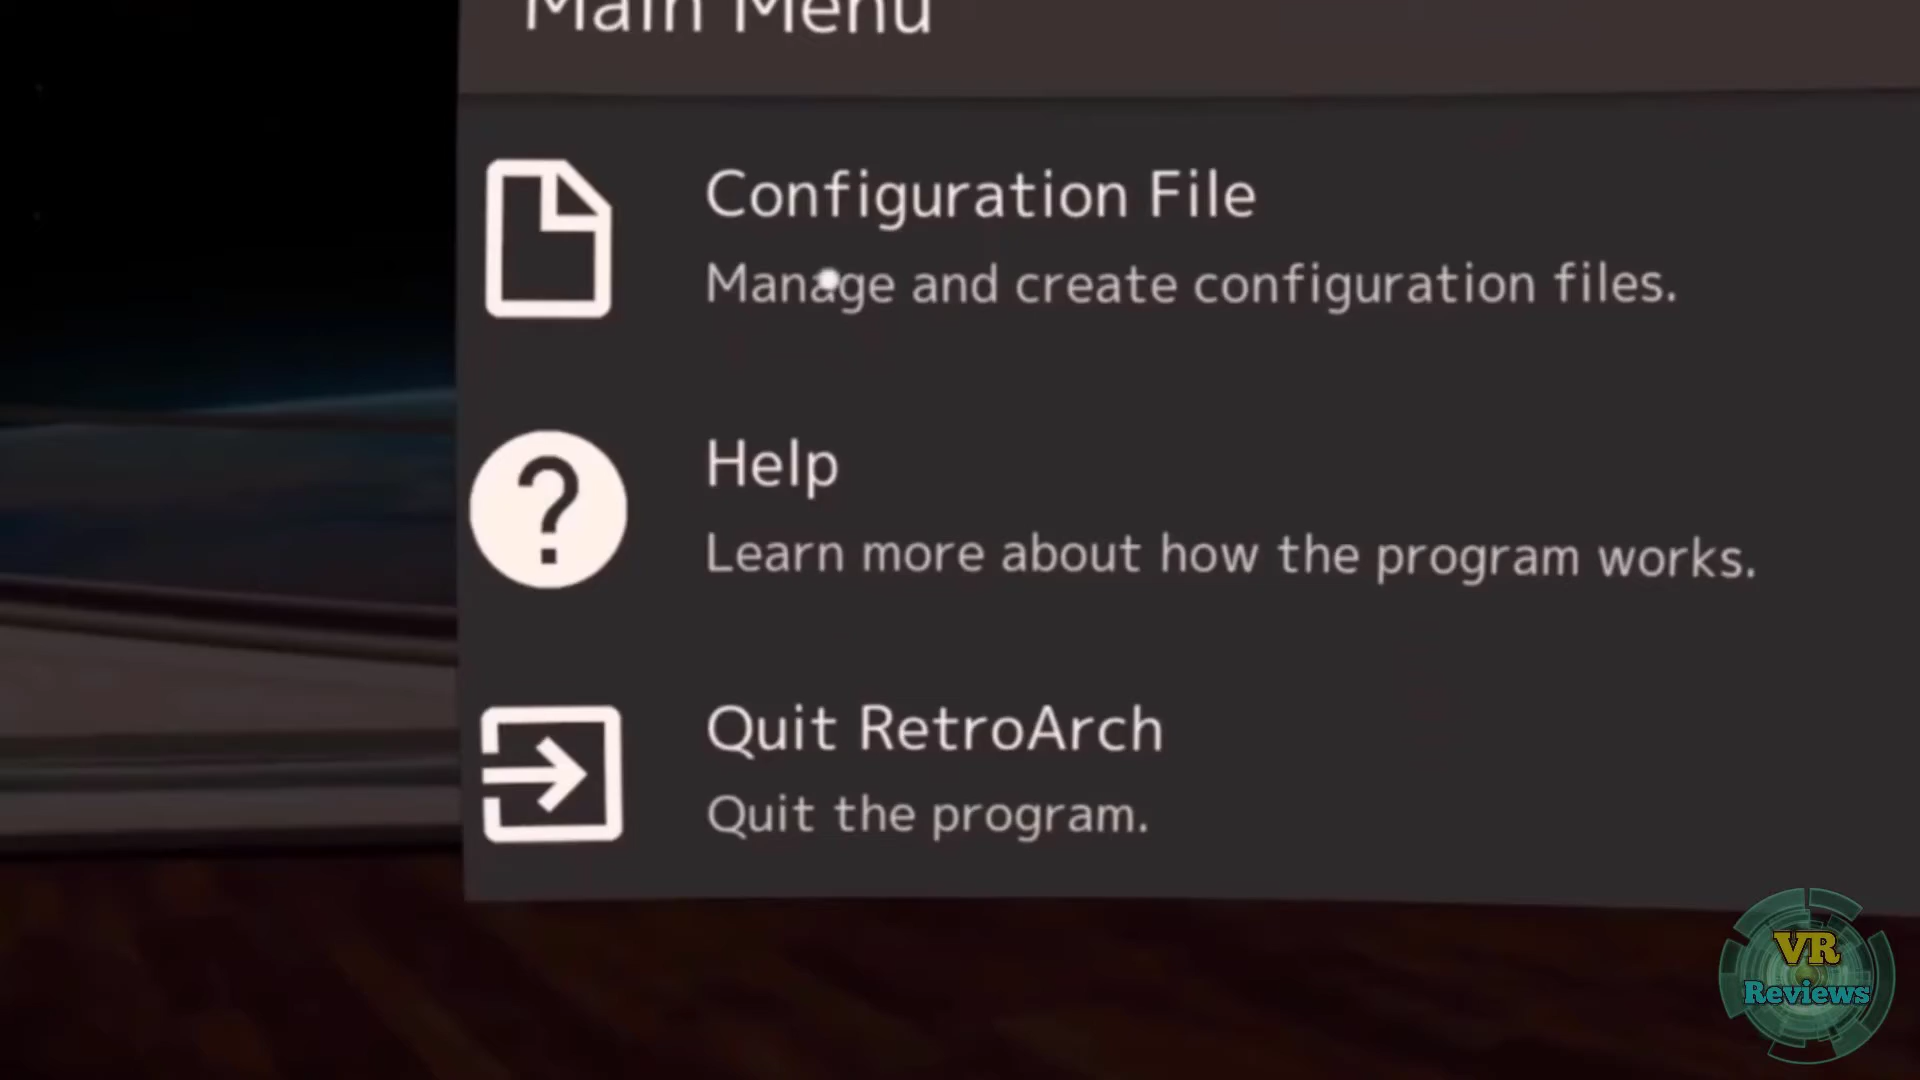 Main Menu
Configuration File
Manage and create configuration files.
Help
Learn more about how the program works.
Quit RetroArch
Quit the program.
VR
Reviews